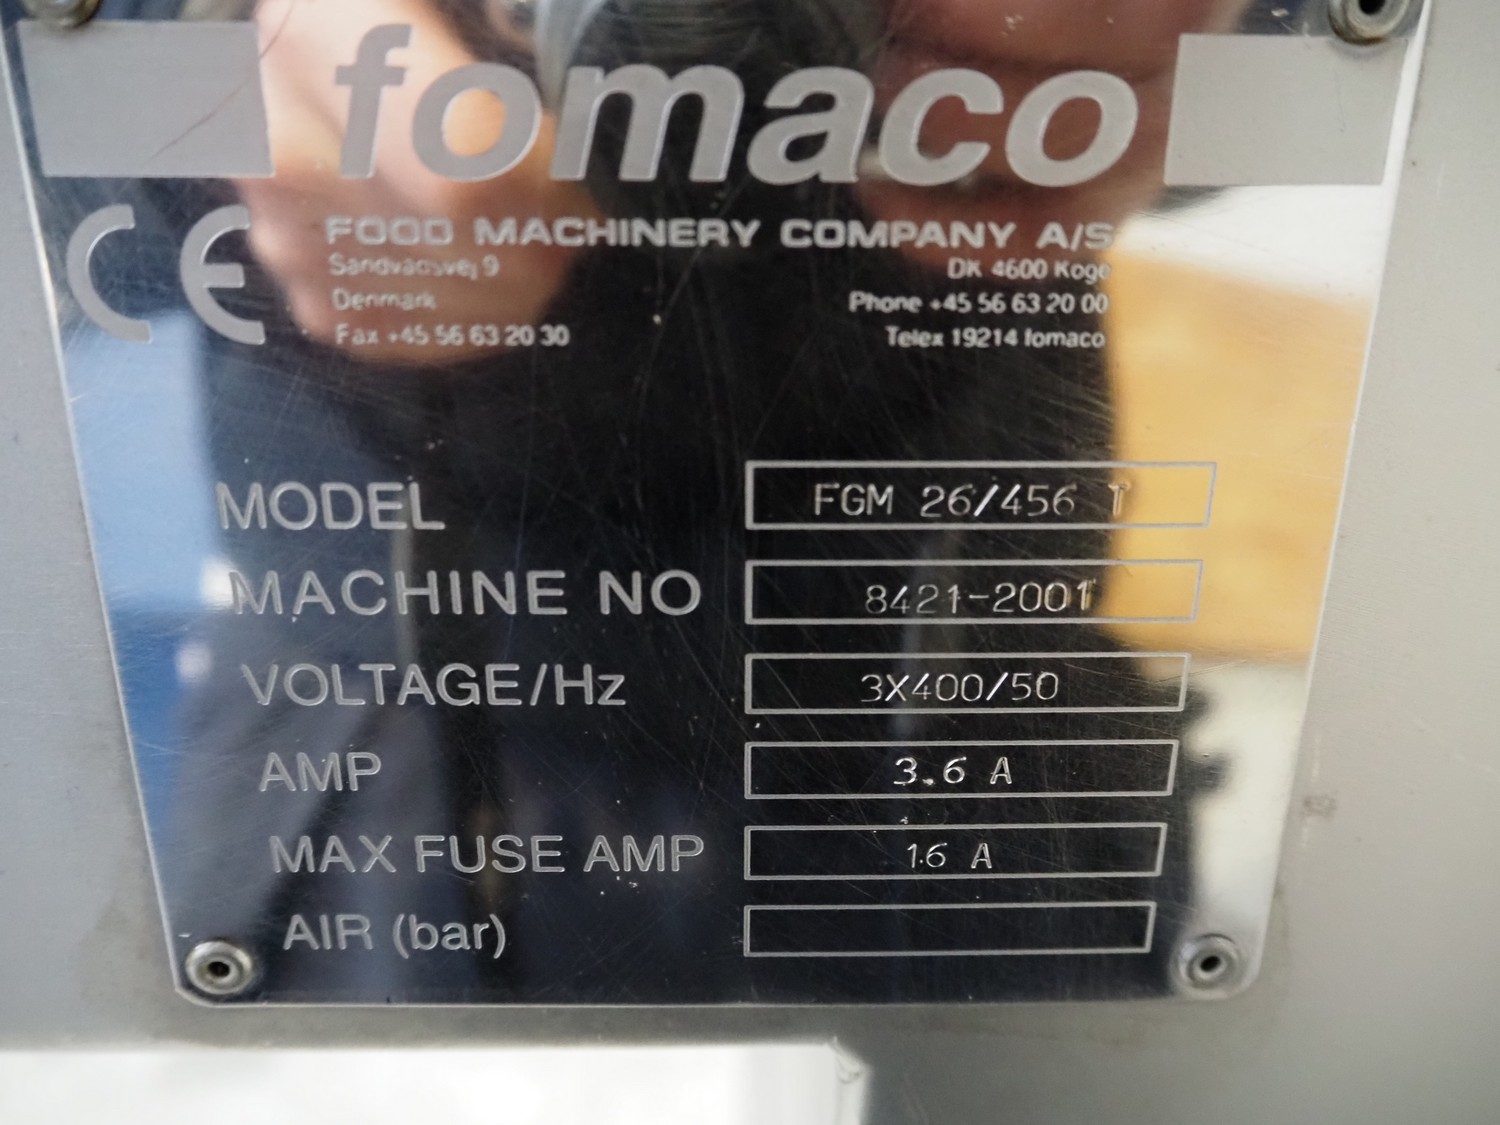 fomaco
CE FOOD MACHINERY COMPANY A/S
Sandvadsvej 9 DK 4600 Koge
Denmark Phone +45 56 63 20 00
Fax +45 56 63 20 30 Telex 19214 fomaco
MODEL FGM 26/456 T
MACHINE NO 8421-2001
VOLTAGE/Hz 3X400/50
AMP 3.6 A
MAX FUSE AMP 16 A
AIR (bar)